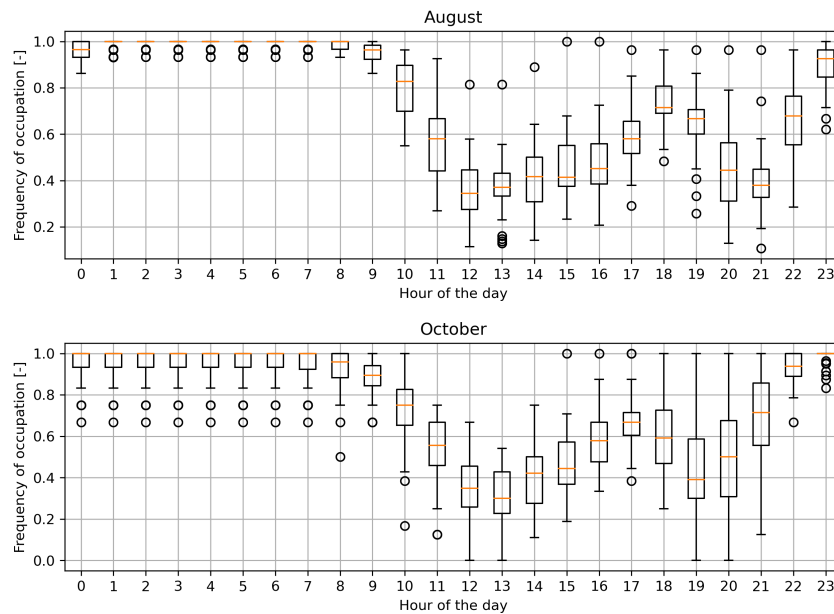 August
Frequency of occupation [-]
1.0
0.8
0.6
0.4
0.2
0 1 2 3 4 5 6 7 8 9 10 11 12 13 14 15 16 17 18 19 20 21 22 23
Hour of the day
October
Frequency of occupation [-]
1.0
0.8
0.6
0.4
0.2
0.0
0 1 2 3 4 5 6 7 8 9 10 11 12 13 14 15 16 17 18 19 20 21 22 23
Hour of the day